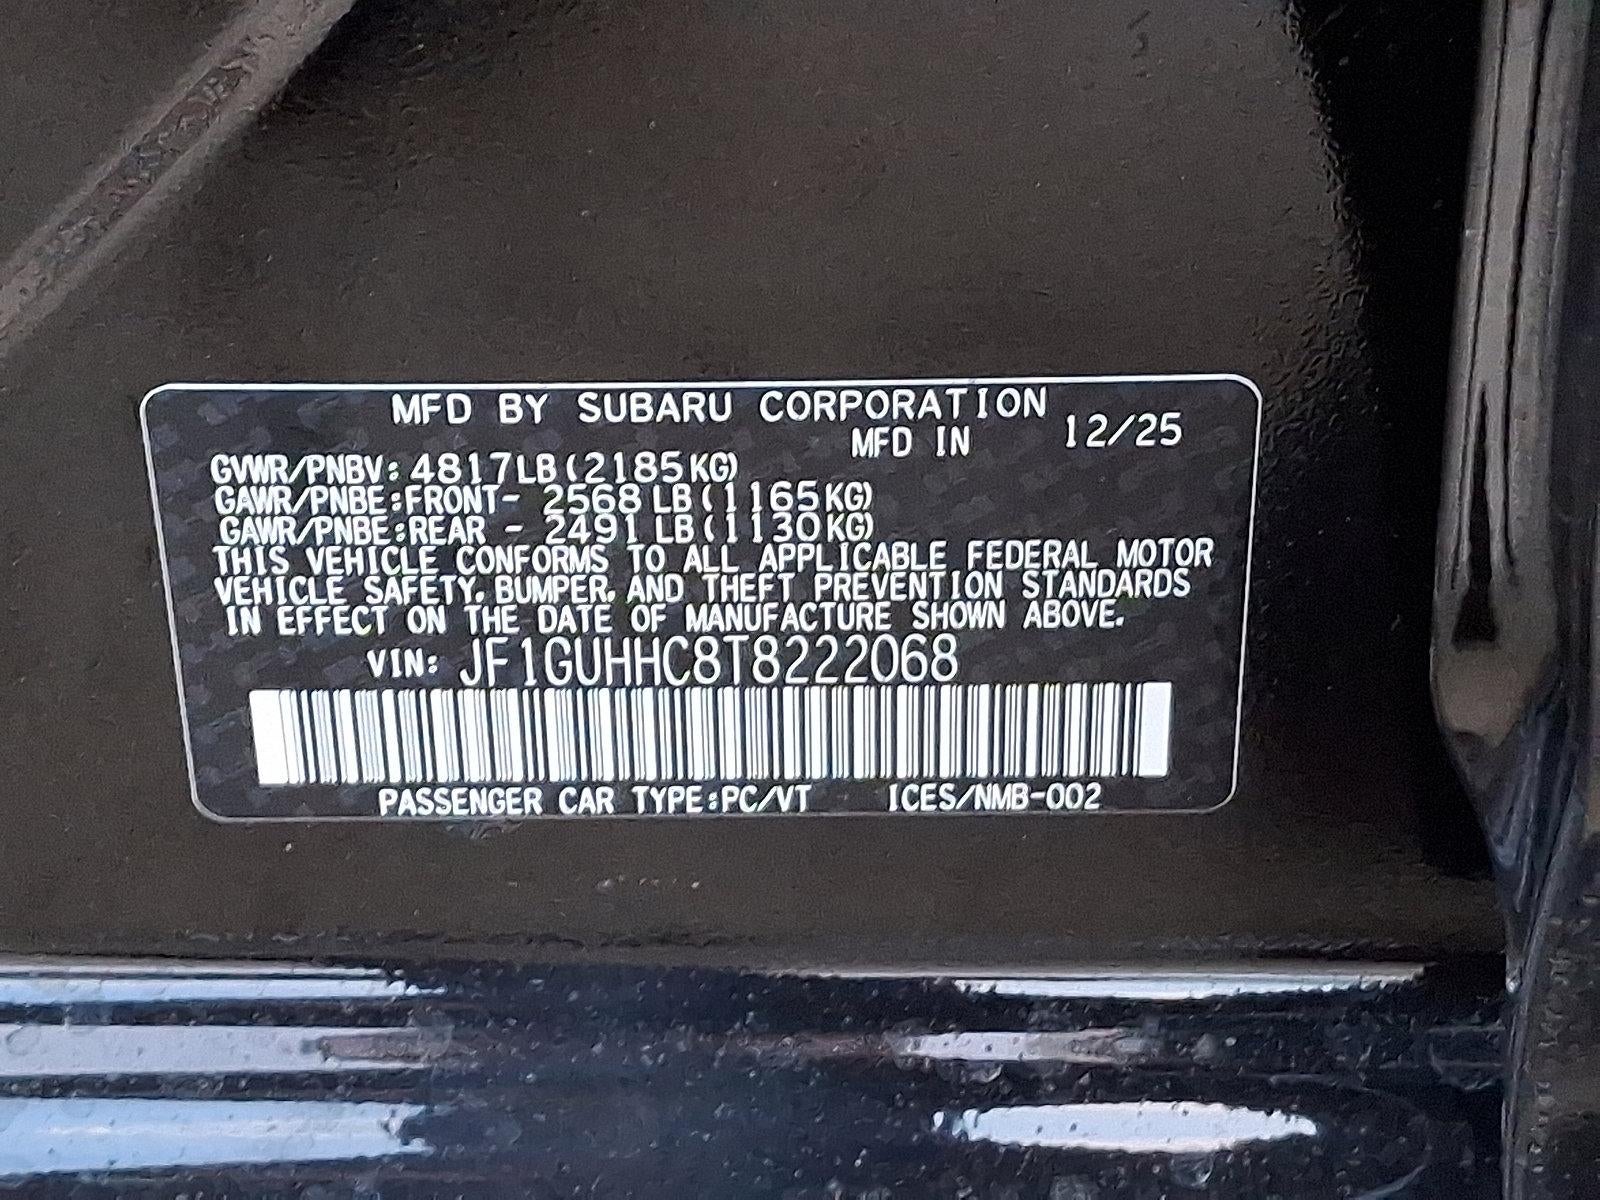 MFD BY SUBARU CORPORATION
MFD IN 12/25
GVWR/PNBV: 4817LB(2185KG)
GAWR/PNBE:FRONT- 2568 LB(1165KG)
GAWR/PNBE:REAR - 2491 LB(1130KG)
THIS VEHICLE CONFORMS TO ALL APPLICABLE FEDERAL MOTOR
VEHICLE SAFETY, BUMPER, AND THEFT PREVENTION STANDARDS
IN EFFECT ON THE DATE OF MANUFACTURE SHOWN ABOVE.
VIN: JF1GUHHC8T8222068
PASSENGER CAR TYPE:PC/VT ICES/NMB-002